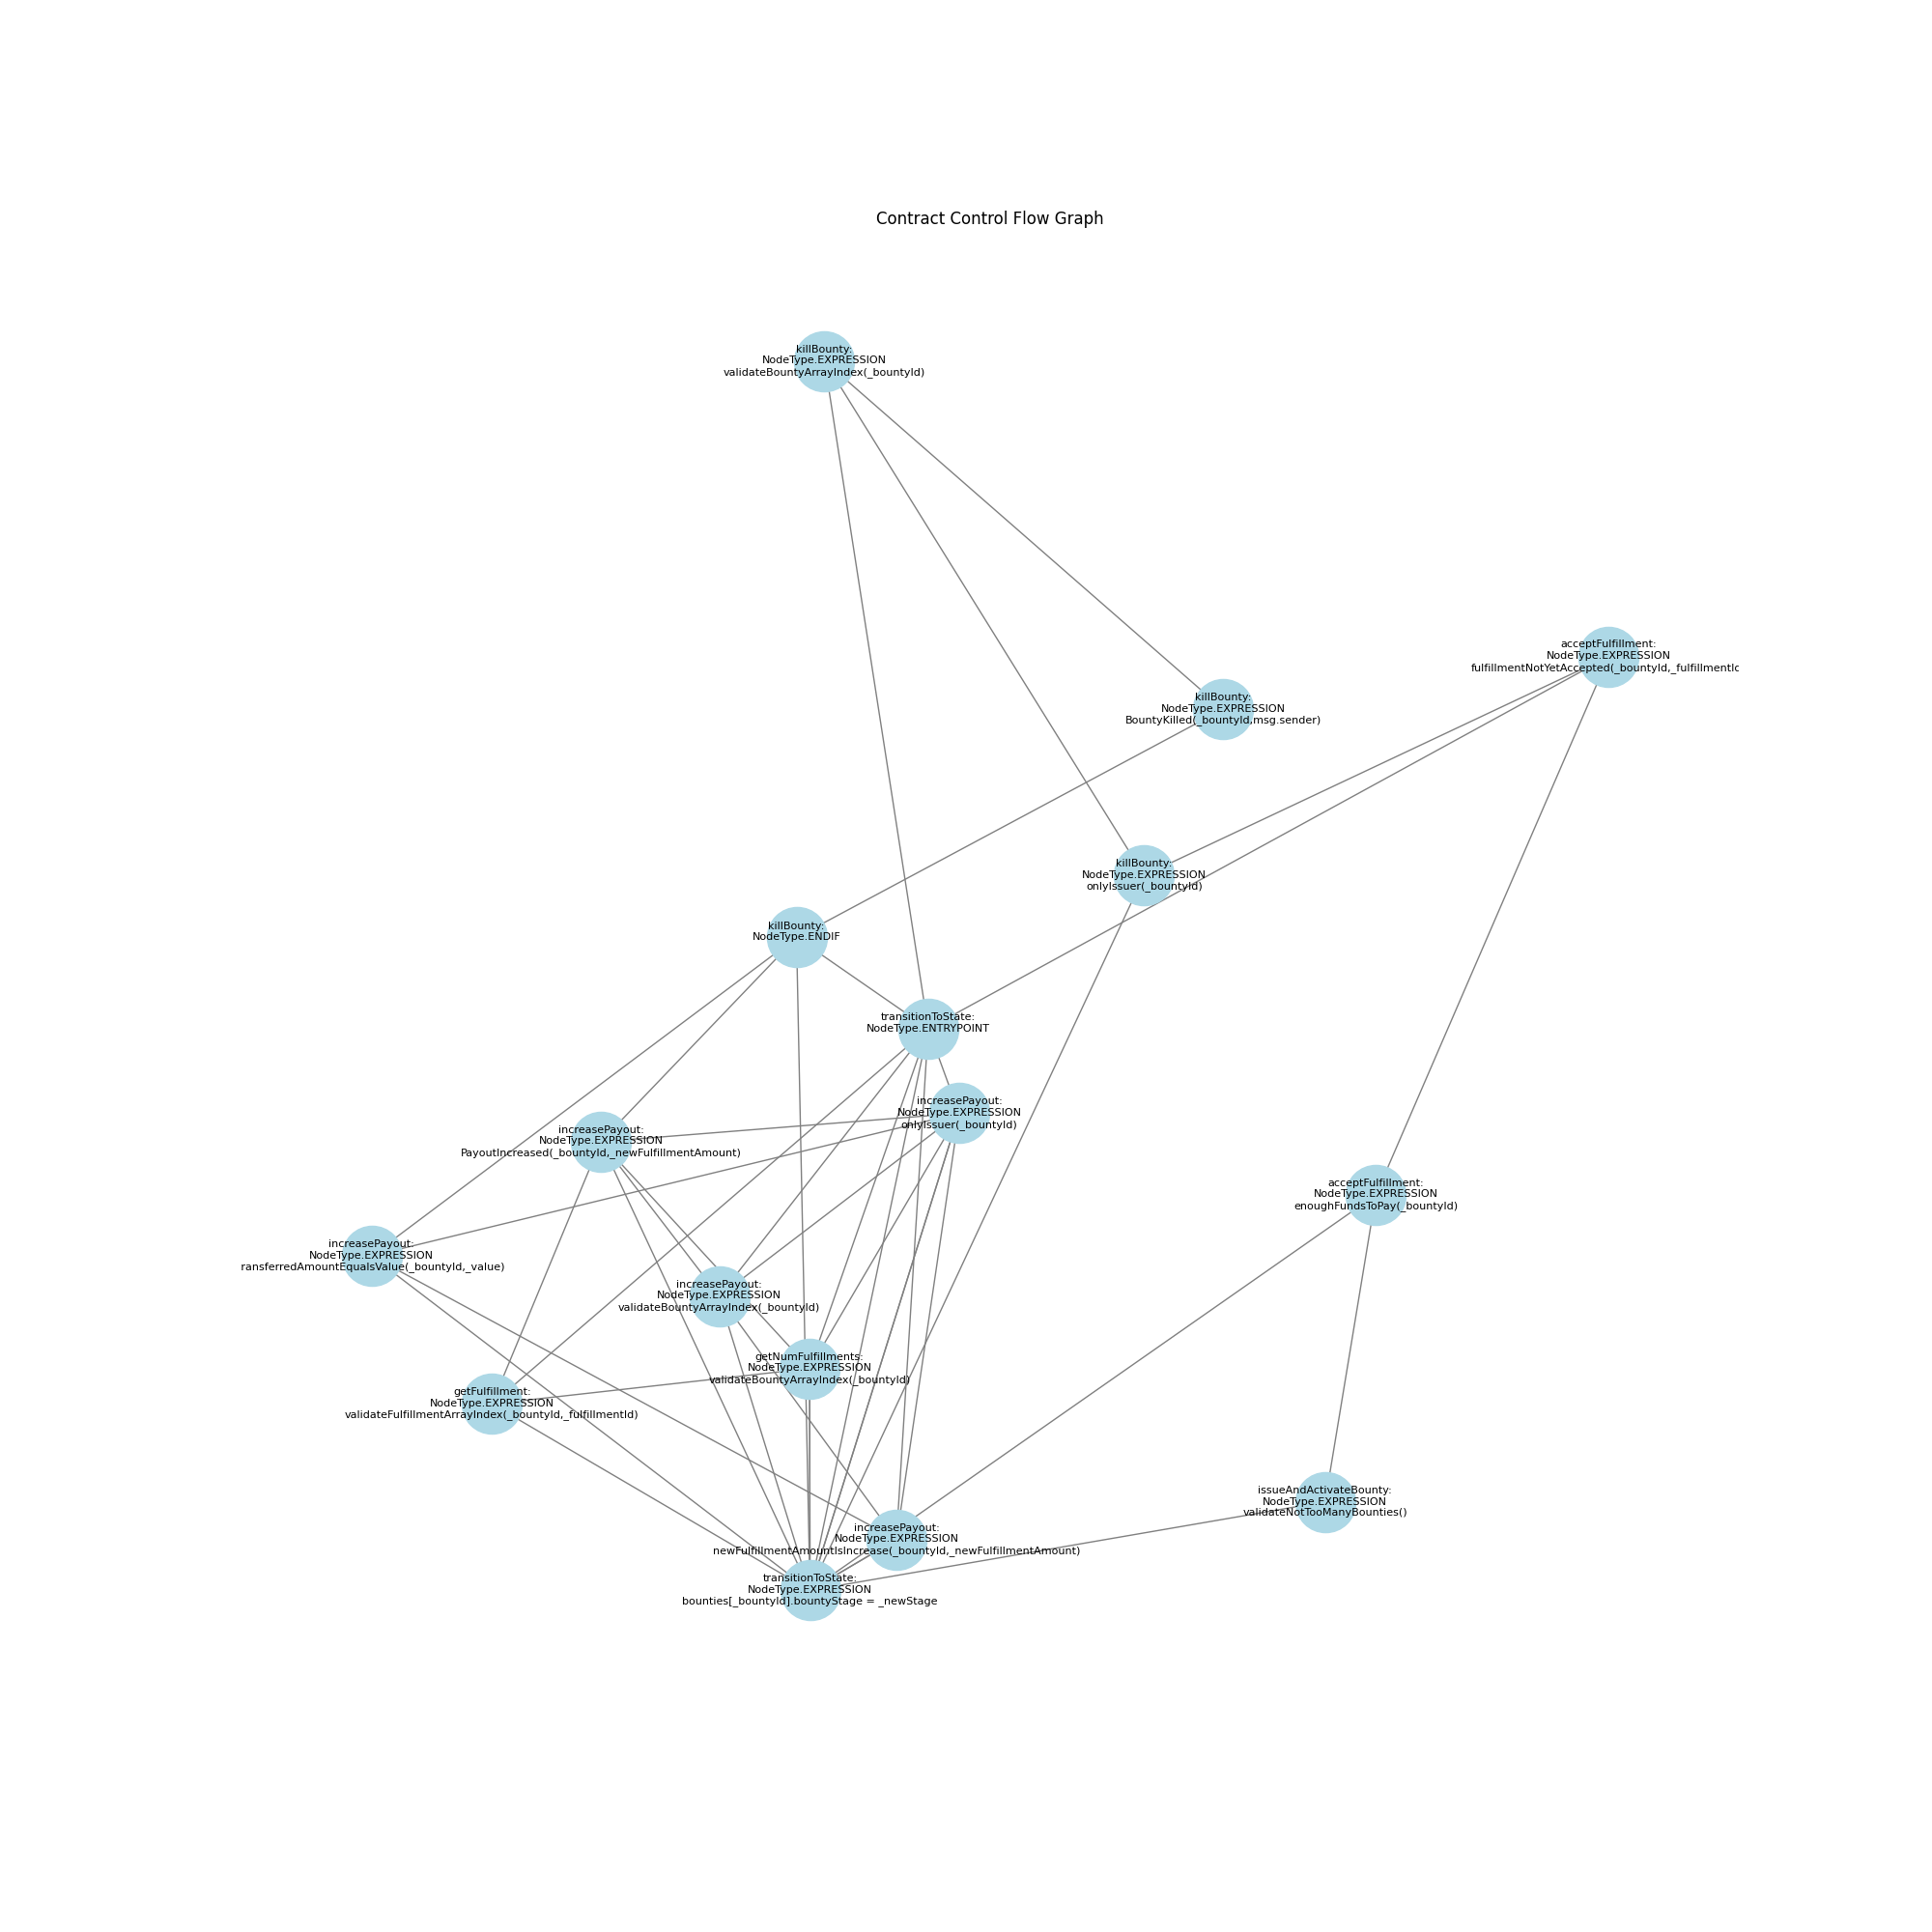 Contract Control Flow Graph
killBounty:
NodeType.EXPRESSION
validateBountyArrayIndex(_bountyId)
acceptFulfillment:
NodeType.EXPRESSION
fulfillmentNotYetAccepted(_bountyId,_fulfillmentId
killBounty:
NodeType.EXPRESSION
BountyKilled(_bountyId,msg.sender)
killBounty:
NodeType.EXPRESSION
onlyIssuer(_bountyId)
killBounty:
NodeType.ENDIF
transitionToState:
NodeType.ENTRYPOINT
increasePayout:
NodeType.EXPRESSION
onlyIssuer(_bountyId)
increasePayout:
NodeType.EXPRESSION
PayoutIncreased(_bountyId,_newFulfillmentAmount)
acceptFulfillment:
NodeType.EXPRESSION
enoughFundsToPay(_bountyId)
increasePayout:
NodeType.EXPRESSION
ransferredAmountEqualsValue(_bountyId,_value)
increasePayout:
NodeType.EXPRESSION
validateBountyArrayIndex(_bountyId)
getNumFulfillments:
NodeType.EXPRESSION
validateBountyArrayIndex(_bountyId)
getFulfillment:
NodeType.EXPRESSION
validateFulfillmentArrayIndex(_bountyId,_fulfillmentId)
issueAndActivateBounty:
NodeType.EXPRESSION
validateNotTooManyBounties()
increasePayout:
NodeType.EXPRESSION
newFulfillmentAmountIsIncrease(_bountyId,_newFulfillmentAmount)
transitionToState:
NodeType.EXPRESSION
bounties[_bountyId].bountyStage = _newStage